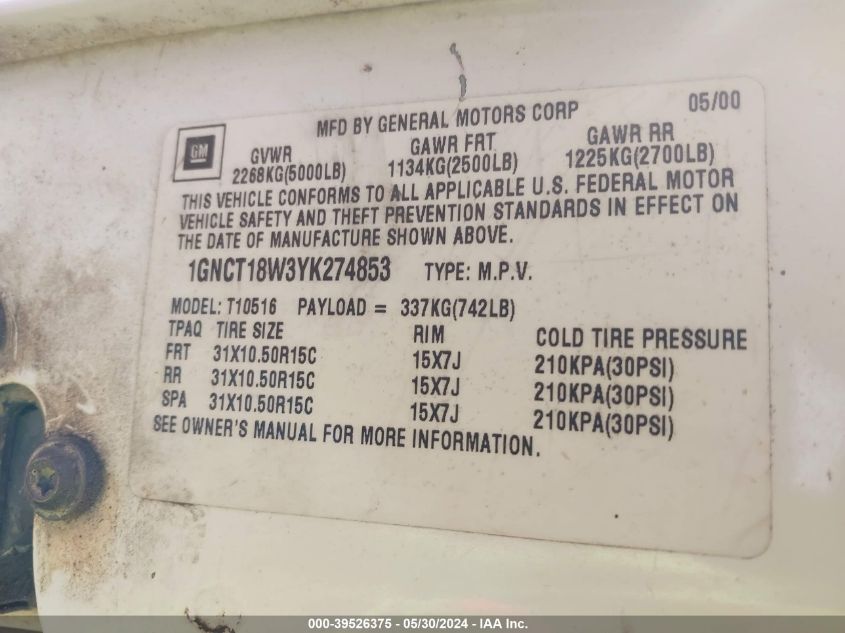 MFD BY GENERAL MOTORS CORP 05/00
GM
GVWR GAWR FRT GAWR RR
2268KG(5000LB) 1134KG(2500LB) 1225KG(2700LB)
THIS VEHICLE CONFORMS TO ALL APPLICABLE U.S. FEDERAL MOTOR
VEHICLE SAFETY AND THEFT PREVENTION STANDARDS IN EFFECT ON
THE DATE OF MANUFACTURE SHOWN ABOVE.
1GNCT18W3YK274853 TYPE: M.P.V.
MODEL: T10516 PAYLOAD = 337KG(742LB)
TPAQ TIRE SIZE RIM COLD TIRE PRESSURE
FRT 31X10.50R15C 15X7J 210KPA(30PSI)
RR 31X10.50R15C 15X7J 210KPA(30PSI)
SPA 31X10.50R15C 15X7J 210KPA(30PSI)
SEE OWNER'S MANUAL FOR MORE INFORMATION.
000-39526375 - 05/30/2024 - IAA Inc.